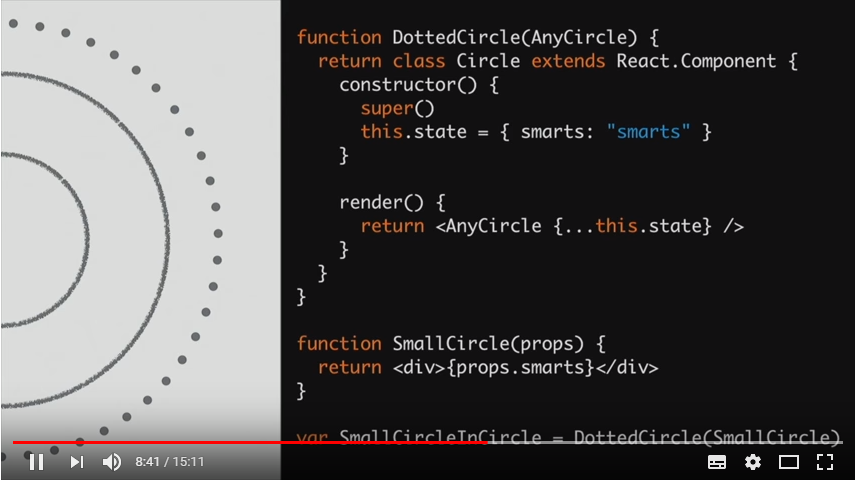 function DottedCircle(AnyCircle) {
return class Circle extends React.Component {
constructor() {
super()
this.state = { smarts: "smarts" }
}
render() {
return <AnyCircle {...this.state} />
}
}
}
function SmallCircle(props) {
return <div>{props.smarts}</div>
}
var SmallCircleInCircle = DottedCircle(SmallCircle)
8:41 / 15:11